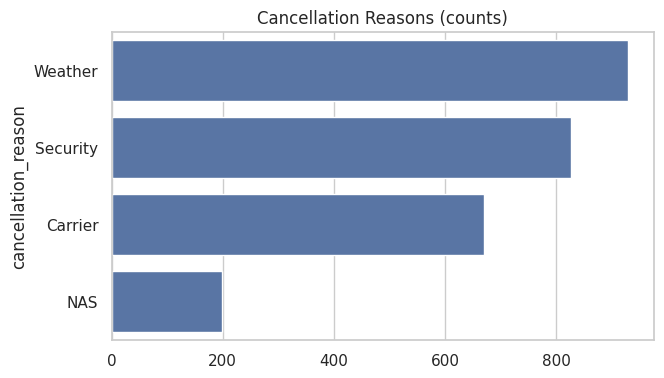 Cancellation Reasons (counts)
cancellation_reason
Weather
Security
Carrier
NAS
0 200 400 600 800